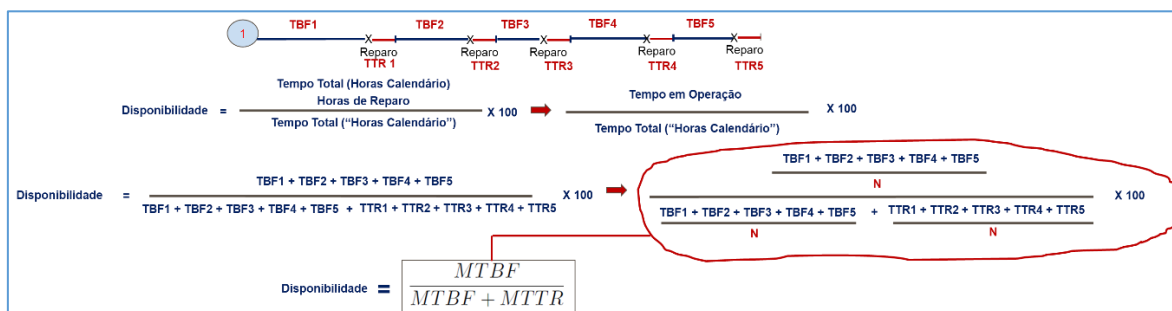 1 TBF1 TBF2 TBF3 TBF4 TBF5
X X X X X
Reparo Reparo Reparo Reparo Reparo
TTR 1 TTR2 TTR3 TTR4 TTR5
Tempo Total (Horas Calendário)
Horas de Reparo
Disponibilidade = X 100
Tempo Total (“Horas Calendário”)
Tempo em Operação
X 100
Tempo Total (“Horas Calendário”)
TBF1 + TBF2 + TBF3 + TBF4 + TBF5
Disponibilidade = X 100
TBF1 + TBF2 + TBF3 + TBF4 + TBF5 + TTR1 + TTR2 + TTR3 + TTR4 + TTR5
TBF1 + TBF2 + TBF3 + TBF4 + TBF5
N
X 100
TBF1 + TBF2 + TBF3 + TBF4 + TBF5 + TTR1 + TTR2 + TTR3 + TTR4 + TTR5
N N
MTBF
Disponibilidade =
MTBF + MTTR